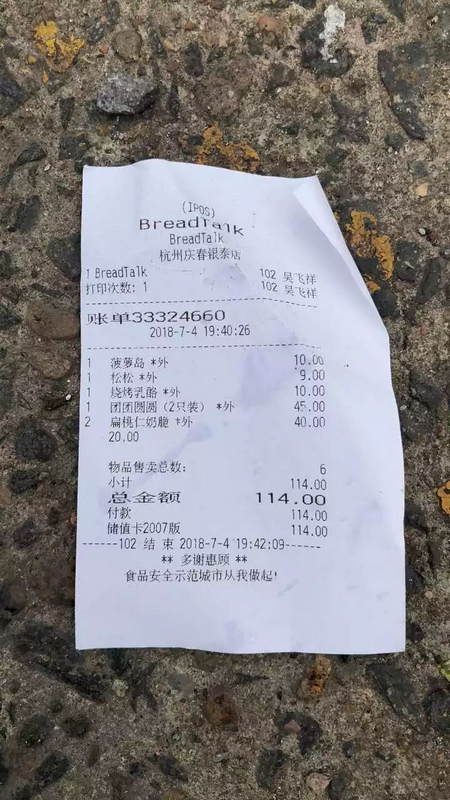 (IPOS)
BreadTalk
BreadTalk
杭州庆春银泰店
1 BreadTalk 102 吴飞祥
打印次数: 1 102 吴飞祥
账单33324660
2018-7-4 19:40:26
1 菠萝岛 *外 10.00
1 松松 *外 9.00
1 烧烤乳酪 *外 10.00
1 团团圆圆(2只装) *外 45.00
2 扁桃仁奶脆 *外 40.00
20.00
物品售卖总数: 6
小计 114.00
总金额 114.00
付款 114.00
储值卡2007版 114.00
------102 结 束 2018-7-4 19:42:09-----
** 多谢惠顾 **
食品安全示范城市从我做起!